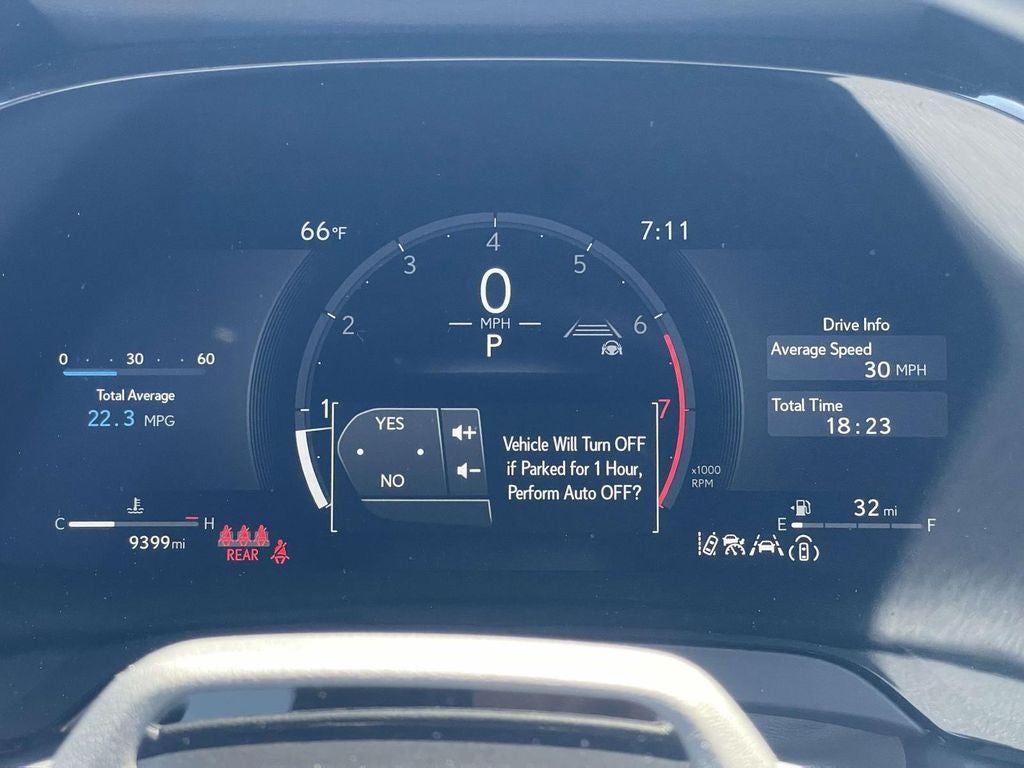 66°F
7:11
4
3
5
0
MPH
P
2
6
0 30 60
Total Average
22.3 MPG
Drive Info
Average Speed
30 MPH
Total Time
18:23
1
7
YES
NO
+
-
Vehicle Will Turn OFF
if Parked for 1 Hour,
Perform Auto OFF?
x1000
RPM
C H
9399mi
REAR
32 mi
E F